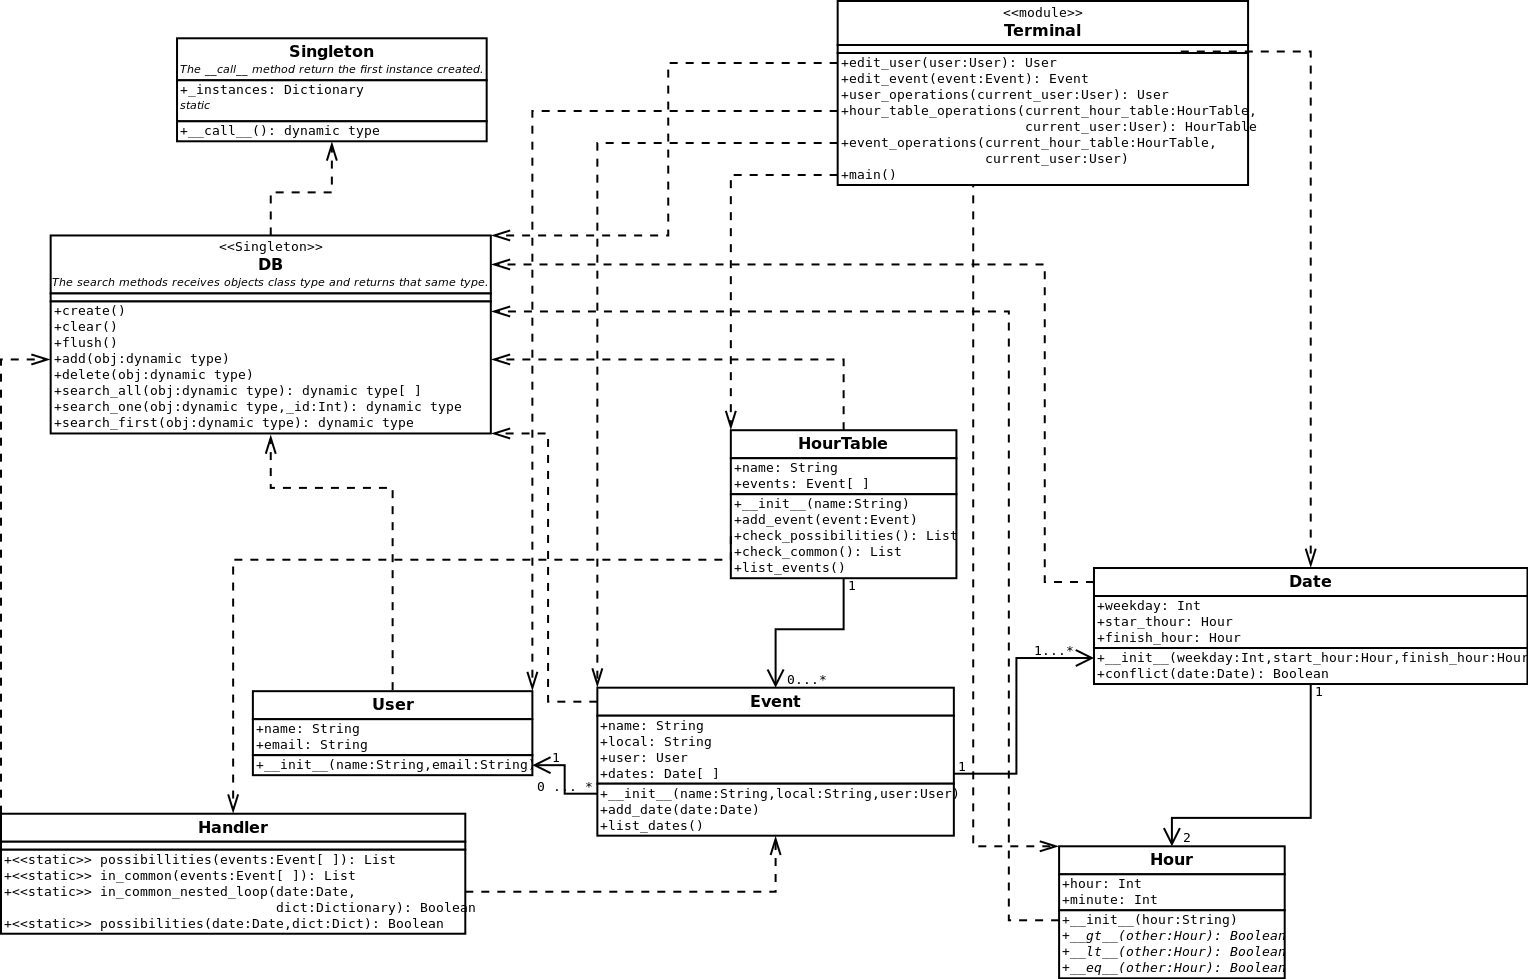 <<module>>
Terminal
+edit_user(user:User): User
+edit_event(event:Event): Event
+user_operations(current_user:User): User
+hour_table_operations(current_hour_table:HourTable,
current_user:User): HourTable
+event_operations(current_hour_table:HourTable,
current_user:User)
+main()
Singleton
The __call__ method return the first instance created.
+_instances: Dictionary
static
+__call__(): dynamic type
<<Singleton>>
DB
The search methods receives objects class type and returns that same type.
+create()
+clear()
+flush()
+add(obj:dynamic type)
+delete(obj:dynamic type)
+search_all(obj:dynamic type): dynamic type[ ]
+search_one(obj:dynamic type,_id:Int): dynamic type
+search_first(obj:dynamic type): dynamic type
HourTable
+name: String
+events: Event[ ]
+__init__(name:String)
+add_event(event:Event)
+check_possibilities(): List
+check_common(): List
+list_events()
1
0...*
Date
+weekday: Int
+star_thour: Hour
+finish_hour: Hour
+__init__(weekday:Int,start_hour:Hour,finish_hour:Hour
+conflict(date:Date): Boolean
1...*
1
User
+name: String
+email: String
+__init__(name:String,email:String)
1
0 ... *
Event
+name: String
+local: String
+user: User
+dates: Date[ ]
+__init__(name:String,local:String,user:User)
+add_date(date:Date)
+list_dates()
1
Handler
+<<static>> possibillities(events:Event[ ]): List
+<<static>> in_common(events:Event[ ]): List
+<<static>> in_common_nested_loop(date:Date,
dict:Dictionary): Boolean
+<<static>> possibilities(date:Date,dict:Dict): Boolean
2
Hour
+hour: Int
+minute: Int
+__init__(hour:String)
+__gt__(other:Hour): Boolean
+__lt__(other:Hour): Boolean
+__eq__(other:Hour): Boolean